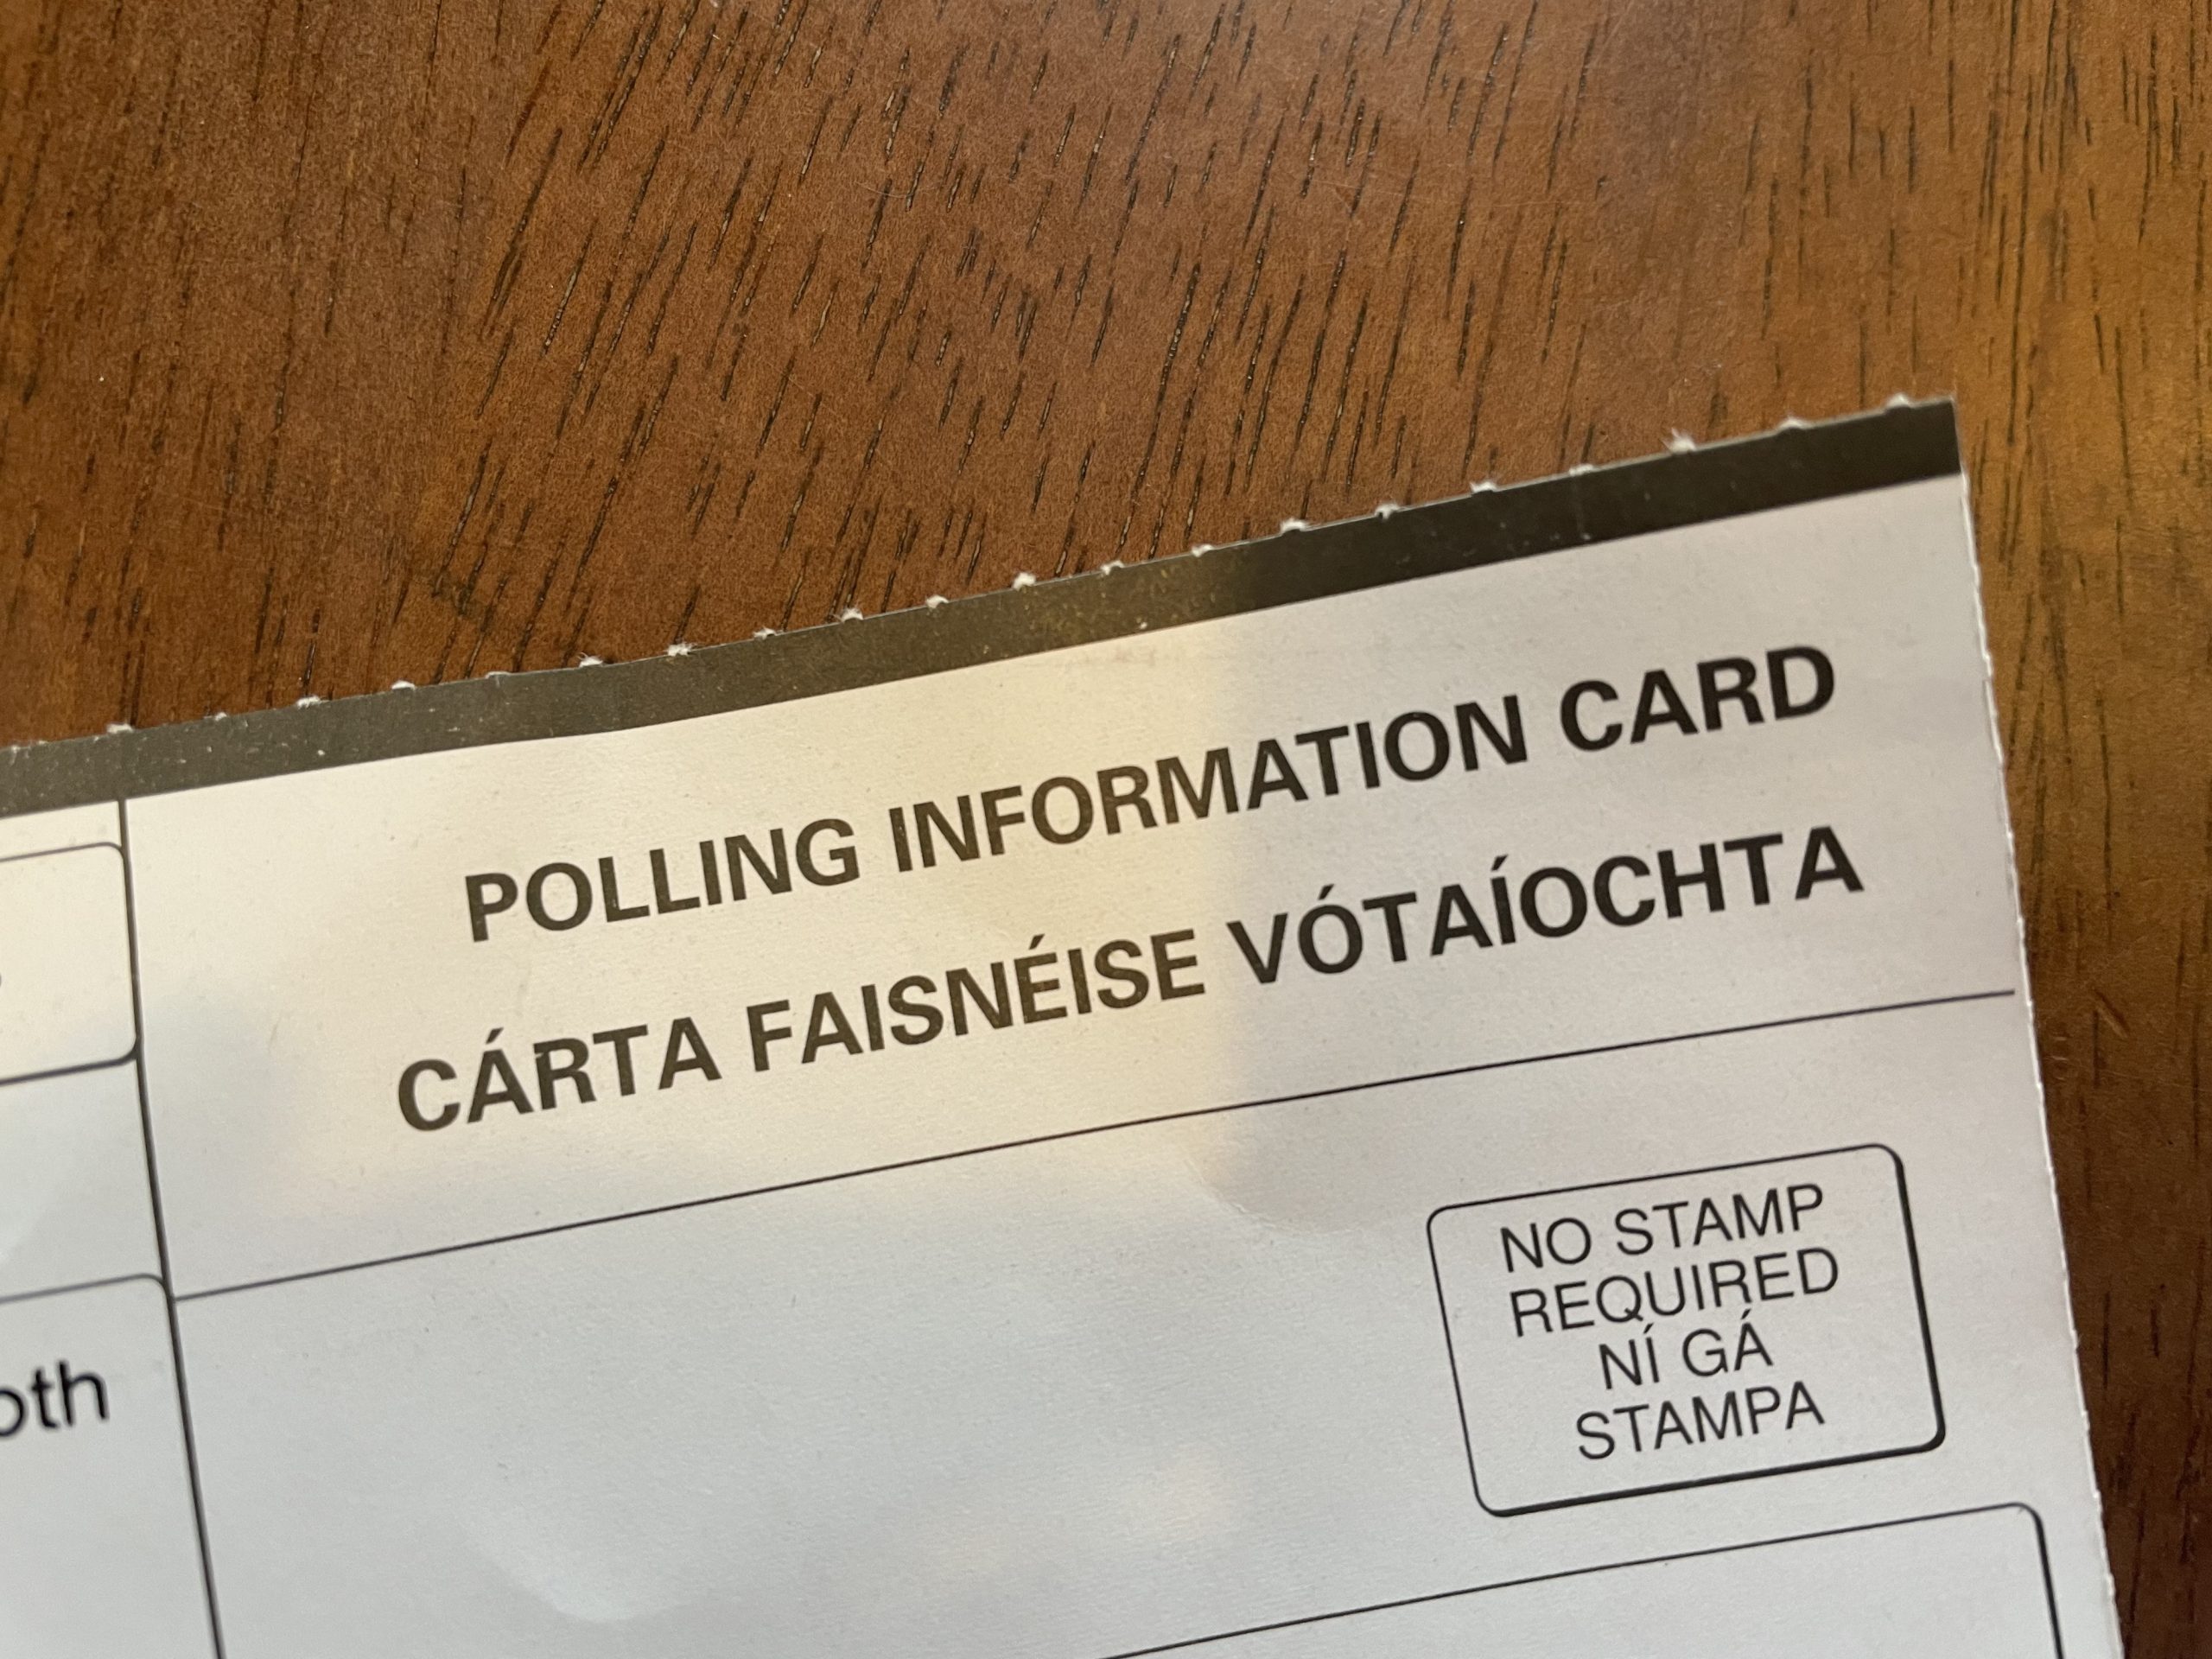 POLLING INFORMATION CARD
CÁRTA FAISNÉISE VÓTAÍOCHTA
NO STAMP
REQUIRED
NÍ GÁ
STAMPA